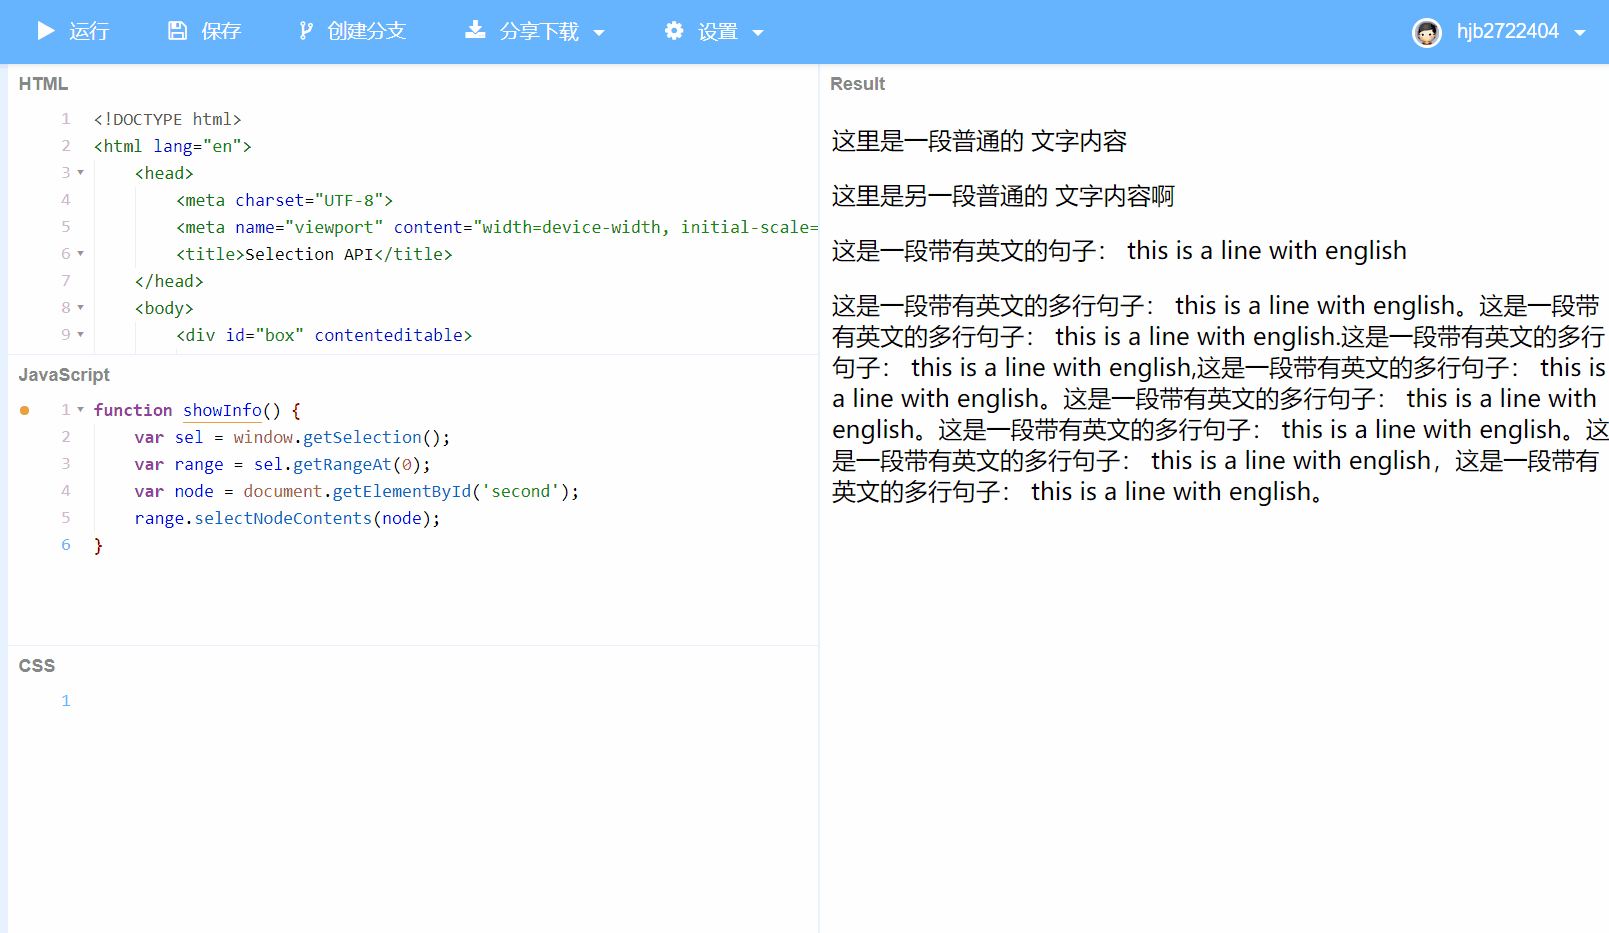 运行 保存 创建分支 分享下载 设置 hjb2722404
HTML
1 <!DOCTYPE html>
2 <html lang="en">
3 <head>
4 <meta charset="UTF-8">
5 <meta name="viewport" content="width=device-width, initial-scale=
6 <title>Selection API</title>
7 </head>
8 <body>
9 <div id="box" contenteditable>
JavaScript
1 function showInfo() {
2 var sel = window.getSelection();
3 var range = sel.getRangeAt(0);
4 var node = document.getElementById('second');
5 range.selectNodeContents(node);
6 }
CSS
1
Result
这里是一段普通的 文字内容
这里是另一段普通的 文字内容啊
这是一段带有英文的句子： this is a line with english
这是一段带有英文的多行句子： this is a line with english。这是一段带
有英文的多行句子： this is a line with english.这是一段带有英文的多行
句子： this is a line with english,这是一段带有英文的多行句子： this is
a line with english。这是一段带有英文的多行句子： this is a line with
english。这是一段带有英文的多行句子： this is a line with english。这
是一段带有英文的多行句子： this is a line with english，这是一段带有
英文的多行句子： this is a line with english。